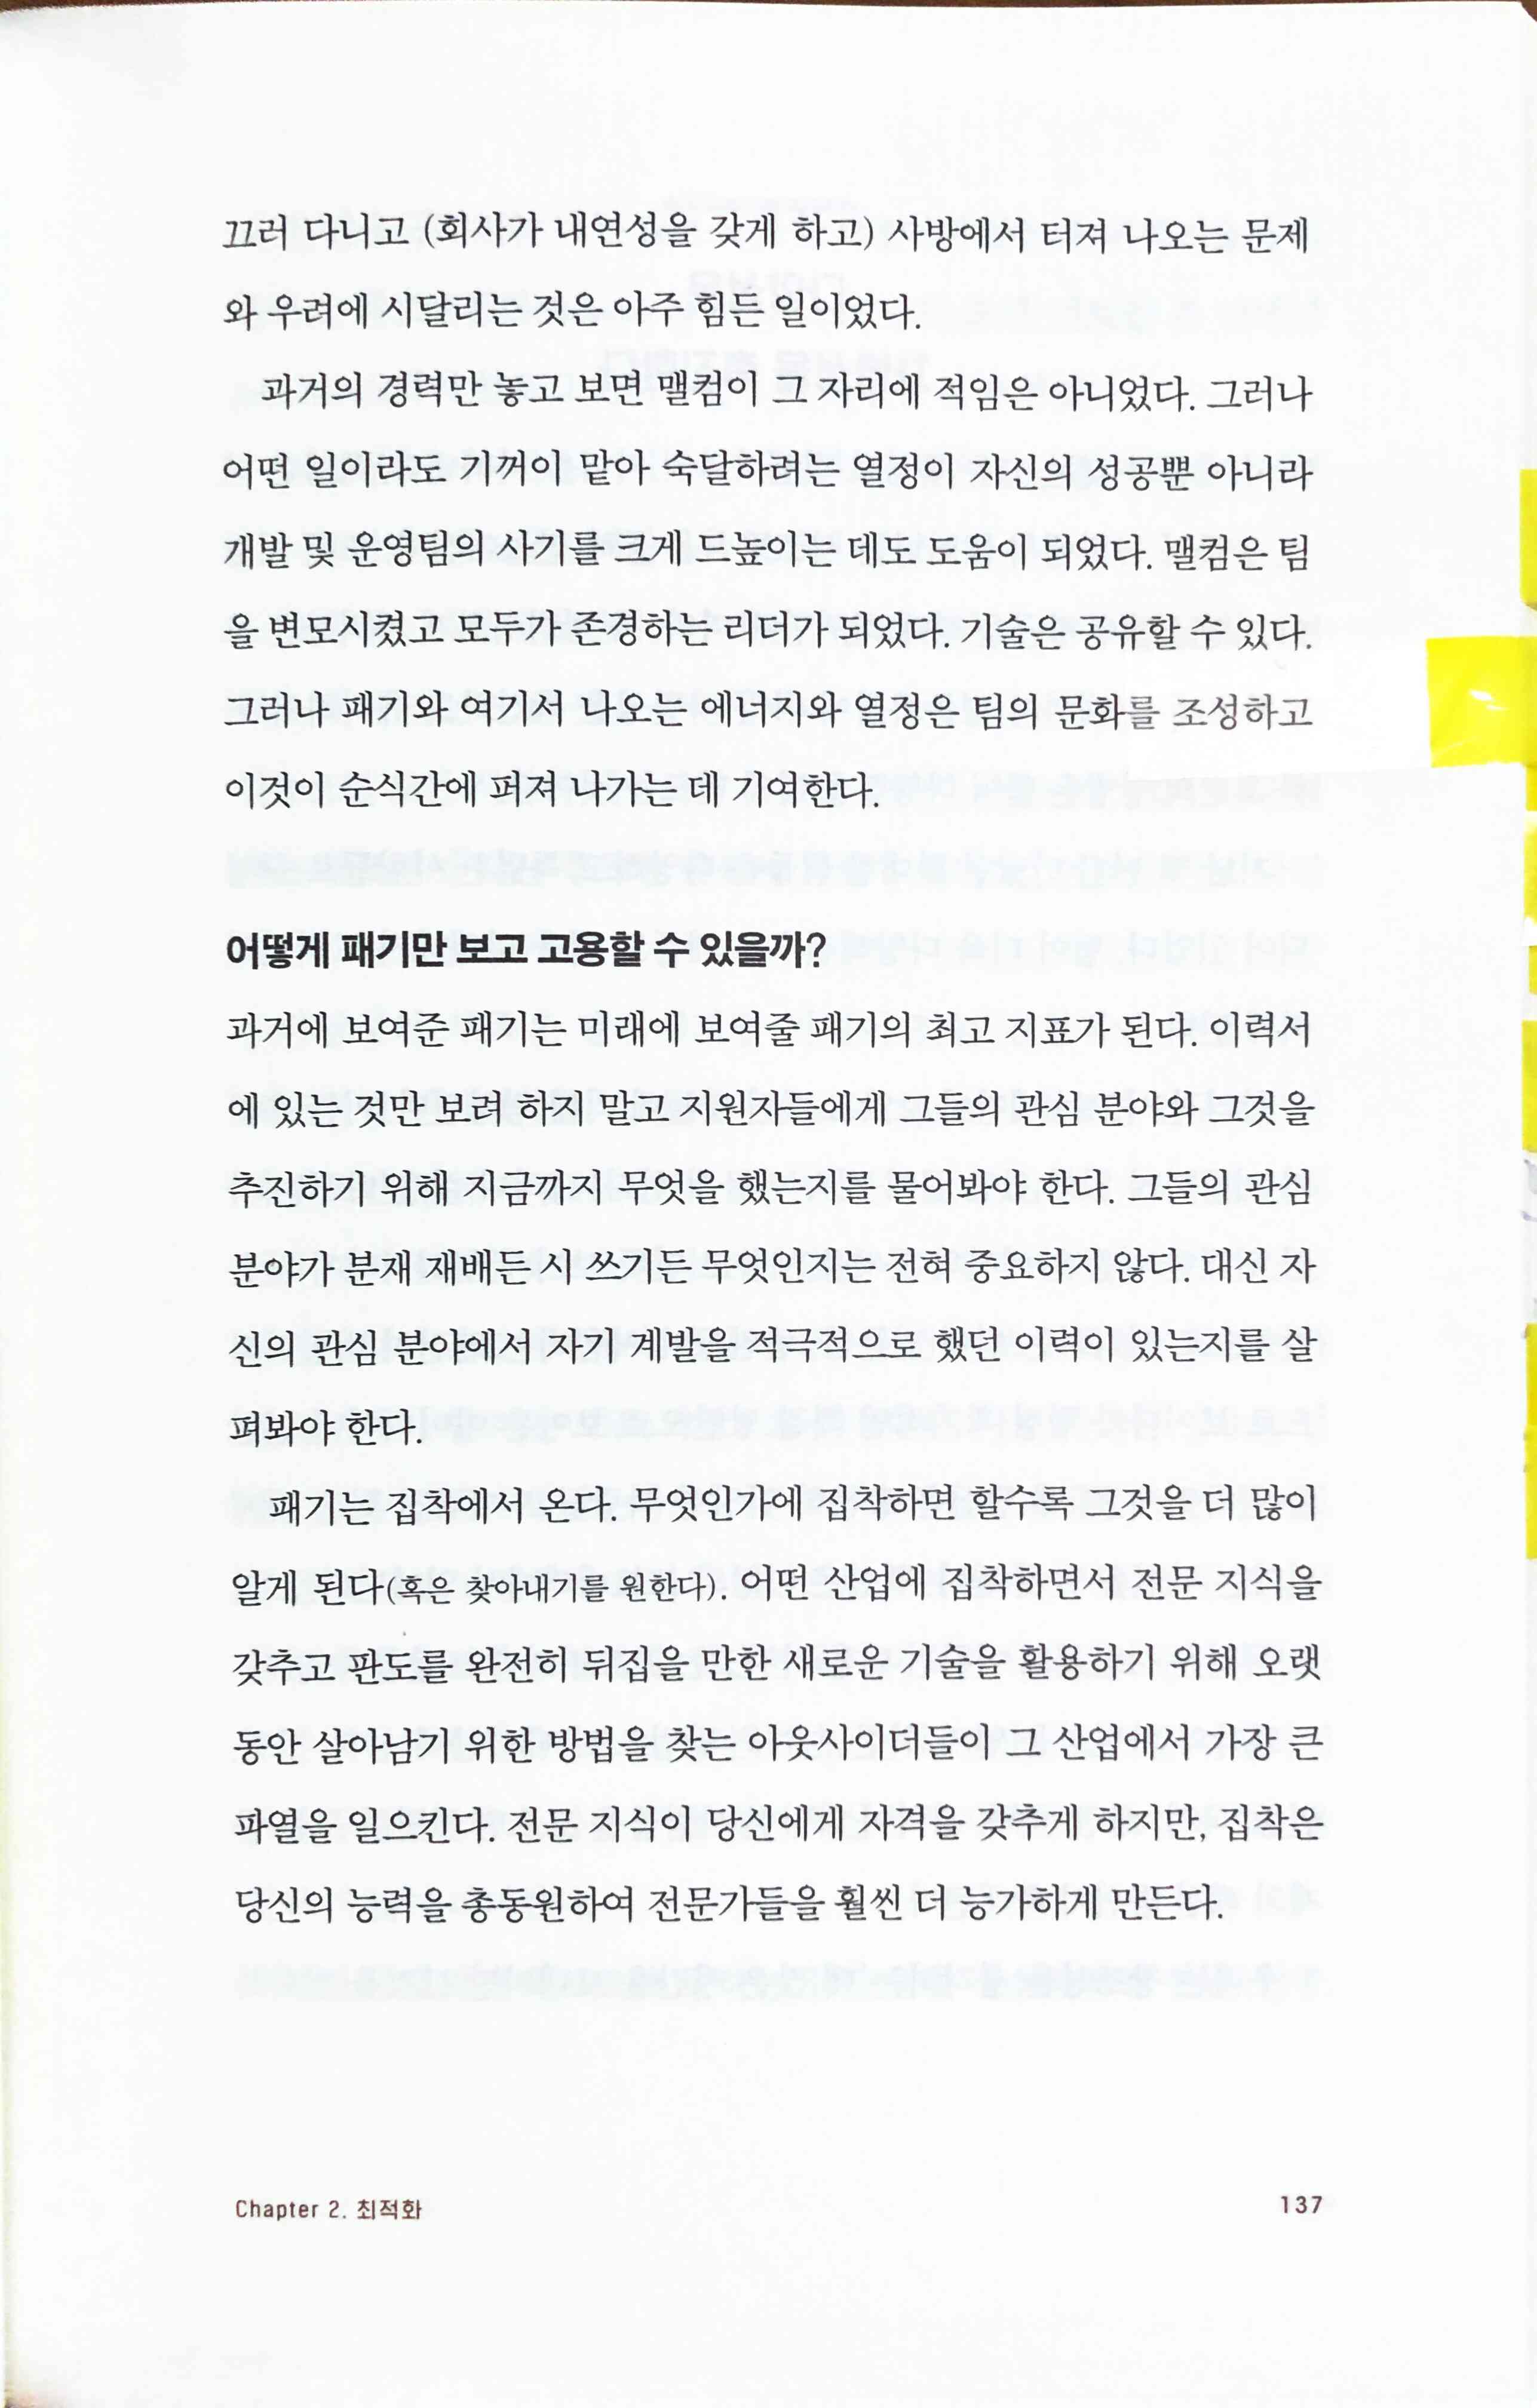 끄러 다니고 (회사가 내연성을 갖게 하고) 사방에서 터져 나오는 문제
와 우려에 시달리는 것은 아주 힘든 일이었다.
과거의 경력만 놓고 보면 맬컴이 그 자리에 적임은 아니었다. 그러나
어떤 일이라도 기꺼이 맡아 숙달하려는 열정이 자신의 성공뿐 아니라
개발 및 운영팀의 사기를 크게 드높이는 데도 도움이 되었다. 맬컴은 팀
을 변모시켰고 모두가 존경하는 리더가 되었다. 기술은 공유할 수 있다.
그러나 패기와 여기서 나오는 에너지와 열정은 팀의 문화를 조성하고
이것이 순식간에 퍼져 나가는 데 기여한다.
어떻게 패기만 보고 고용할 수 있을까?
과거에 보여준 패기는 미래에 보여줄 패기의 최고 지표가 된다. 이력서
에 있는 것만 보려 하지 말고 지원자들에게 그들의 관심 분야와 그것을
추진하기 위해 지금까지 무엇을 했는지를 물어봐야 한다. 그들의 관심
분야가 분재 재배든 시 쓰기든 무엇인지는 전혀 중요하지 않다. 대신 자
신의 관심 분야에서 자기 계발을 적극적으로 했던 이력이 있는지를 살
펴봐야 한다.
패기는 집착에서 온다. 무엇인가에 집착하면 할수록 그것을 더 많이
알게 된다(혹은 찾아내기를 원한다). 어떤 산업에 집착하면서 전문 지식을
갖추고 판도를 완전히 뒤집을 만한 새로운 기술을 활용하기 위해 오랫
동안 살아남기 위한 방법을 찾는 아웃사이더들이 그 산업에서 가장 큰
파열을 일으킨다. 전문 지식이 당신에게 자격을 갖추게 하지만, 집착은
당신의 능력을 총동원하여 전문가들을 훨씬 더 능가하게 만든다.
Chapter 2. 최적화
137